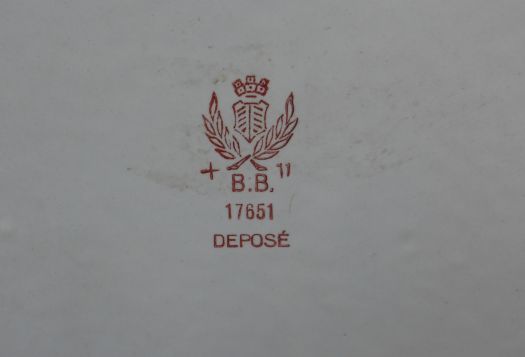 + B.B. 11
17651
DEPOSÉ